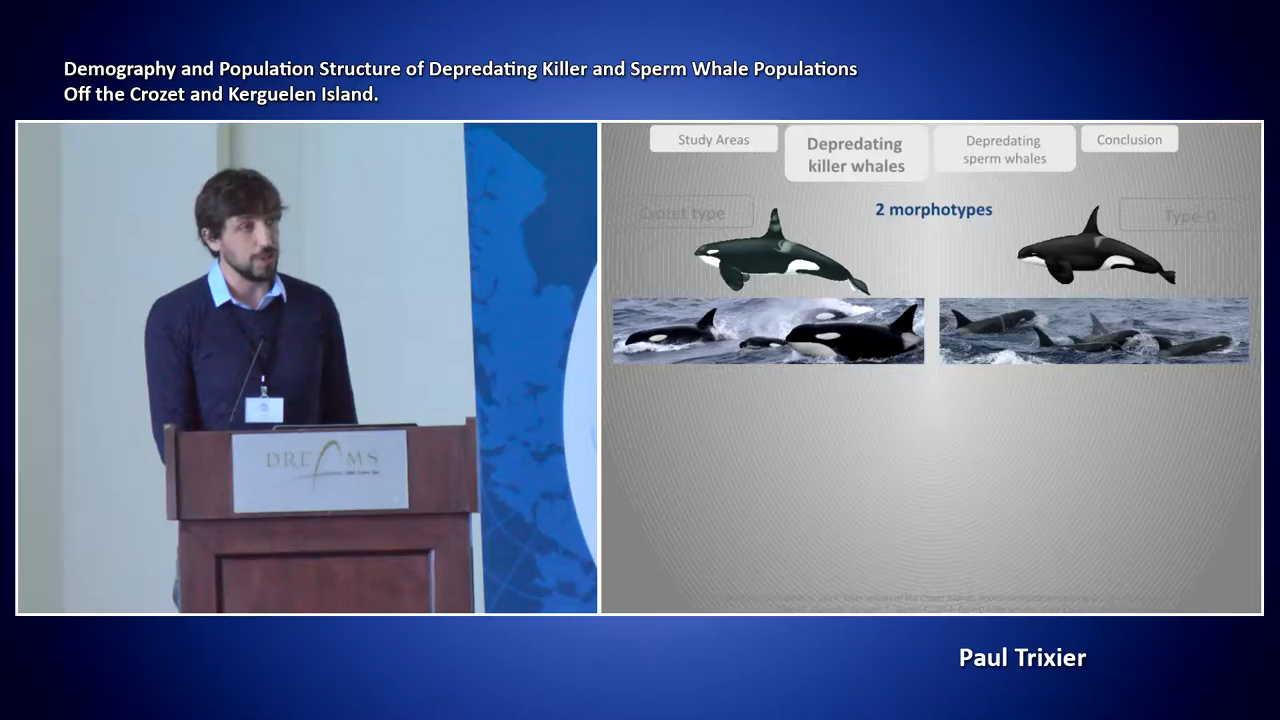 Demography and Population Structure of Depredating Killer and Sperm Whale Populations
Off the Crozet and Kerguelen Island.
Study Areas
Depredating
killer whales
Depredating
sperm whales
Conclusion
Crozet type
2 morphotypes
Type-D
DREAMS
Paul Trixier